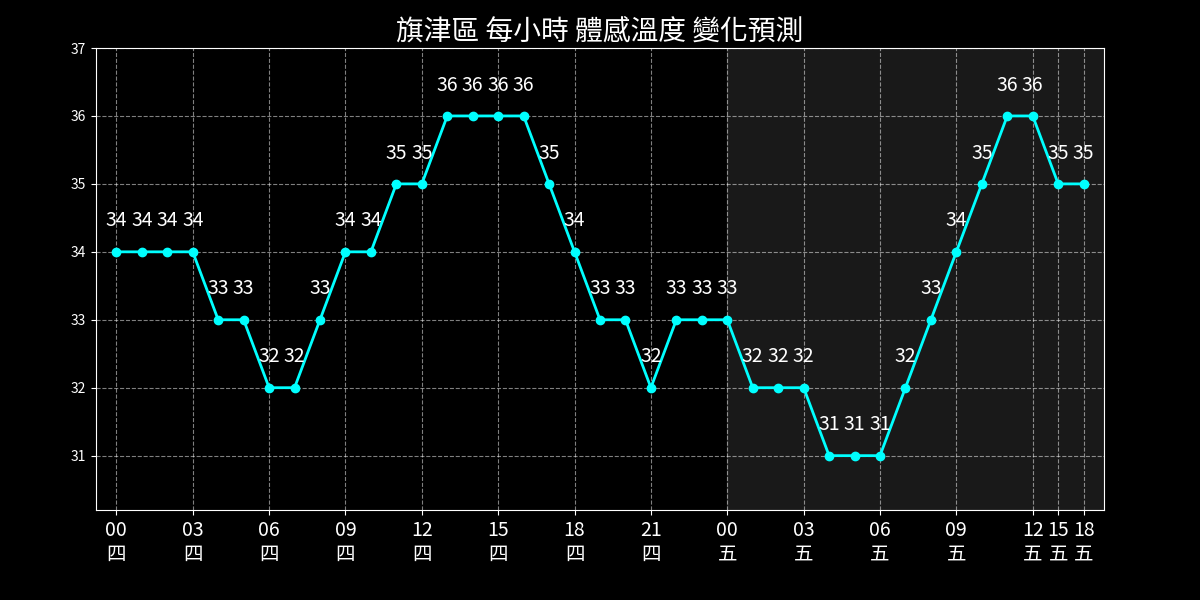 旗津區 每小時 體感溫度 變化預測
37
36 36 36 36 36 36
36
35 35 35 35 35 35
35
34 34 34 34 34 34 34 34
34
33 33 33 33 33 33 33 33 33
33
32 32 32 32 32 32 32
32
31 31 31
31
00 03 06 09 12 15 18 21 00 03 06 09 12 15 18
四 四 四 四 四 四 四 四 五 五 五 五 五 五 五